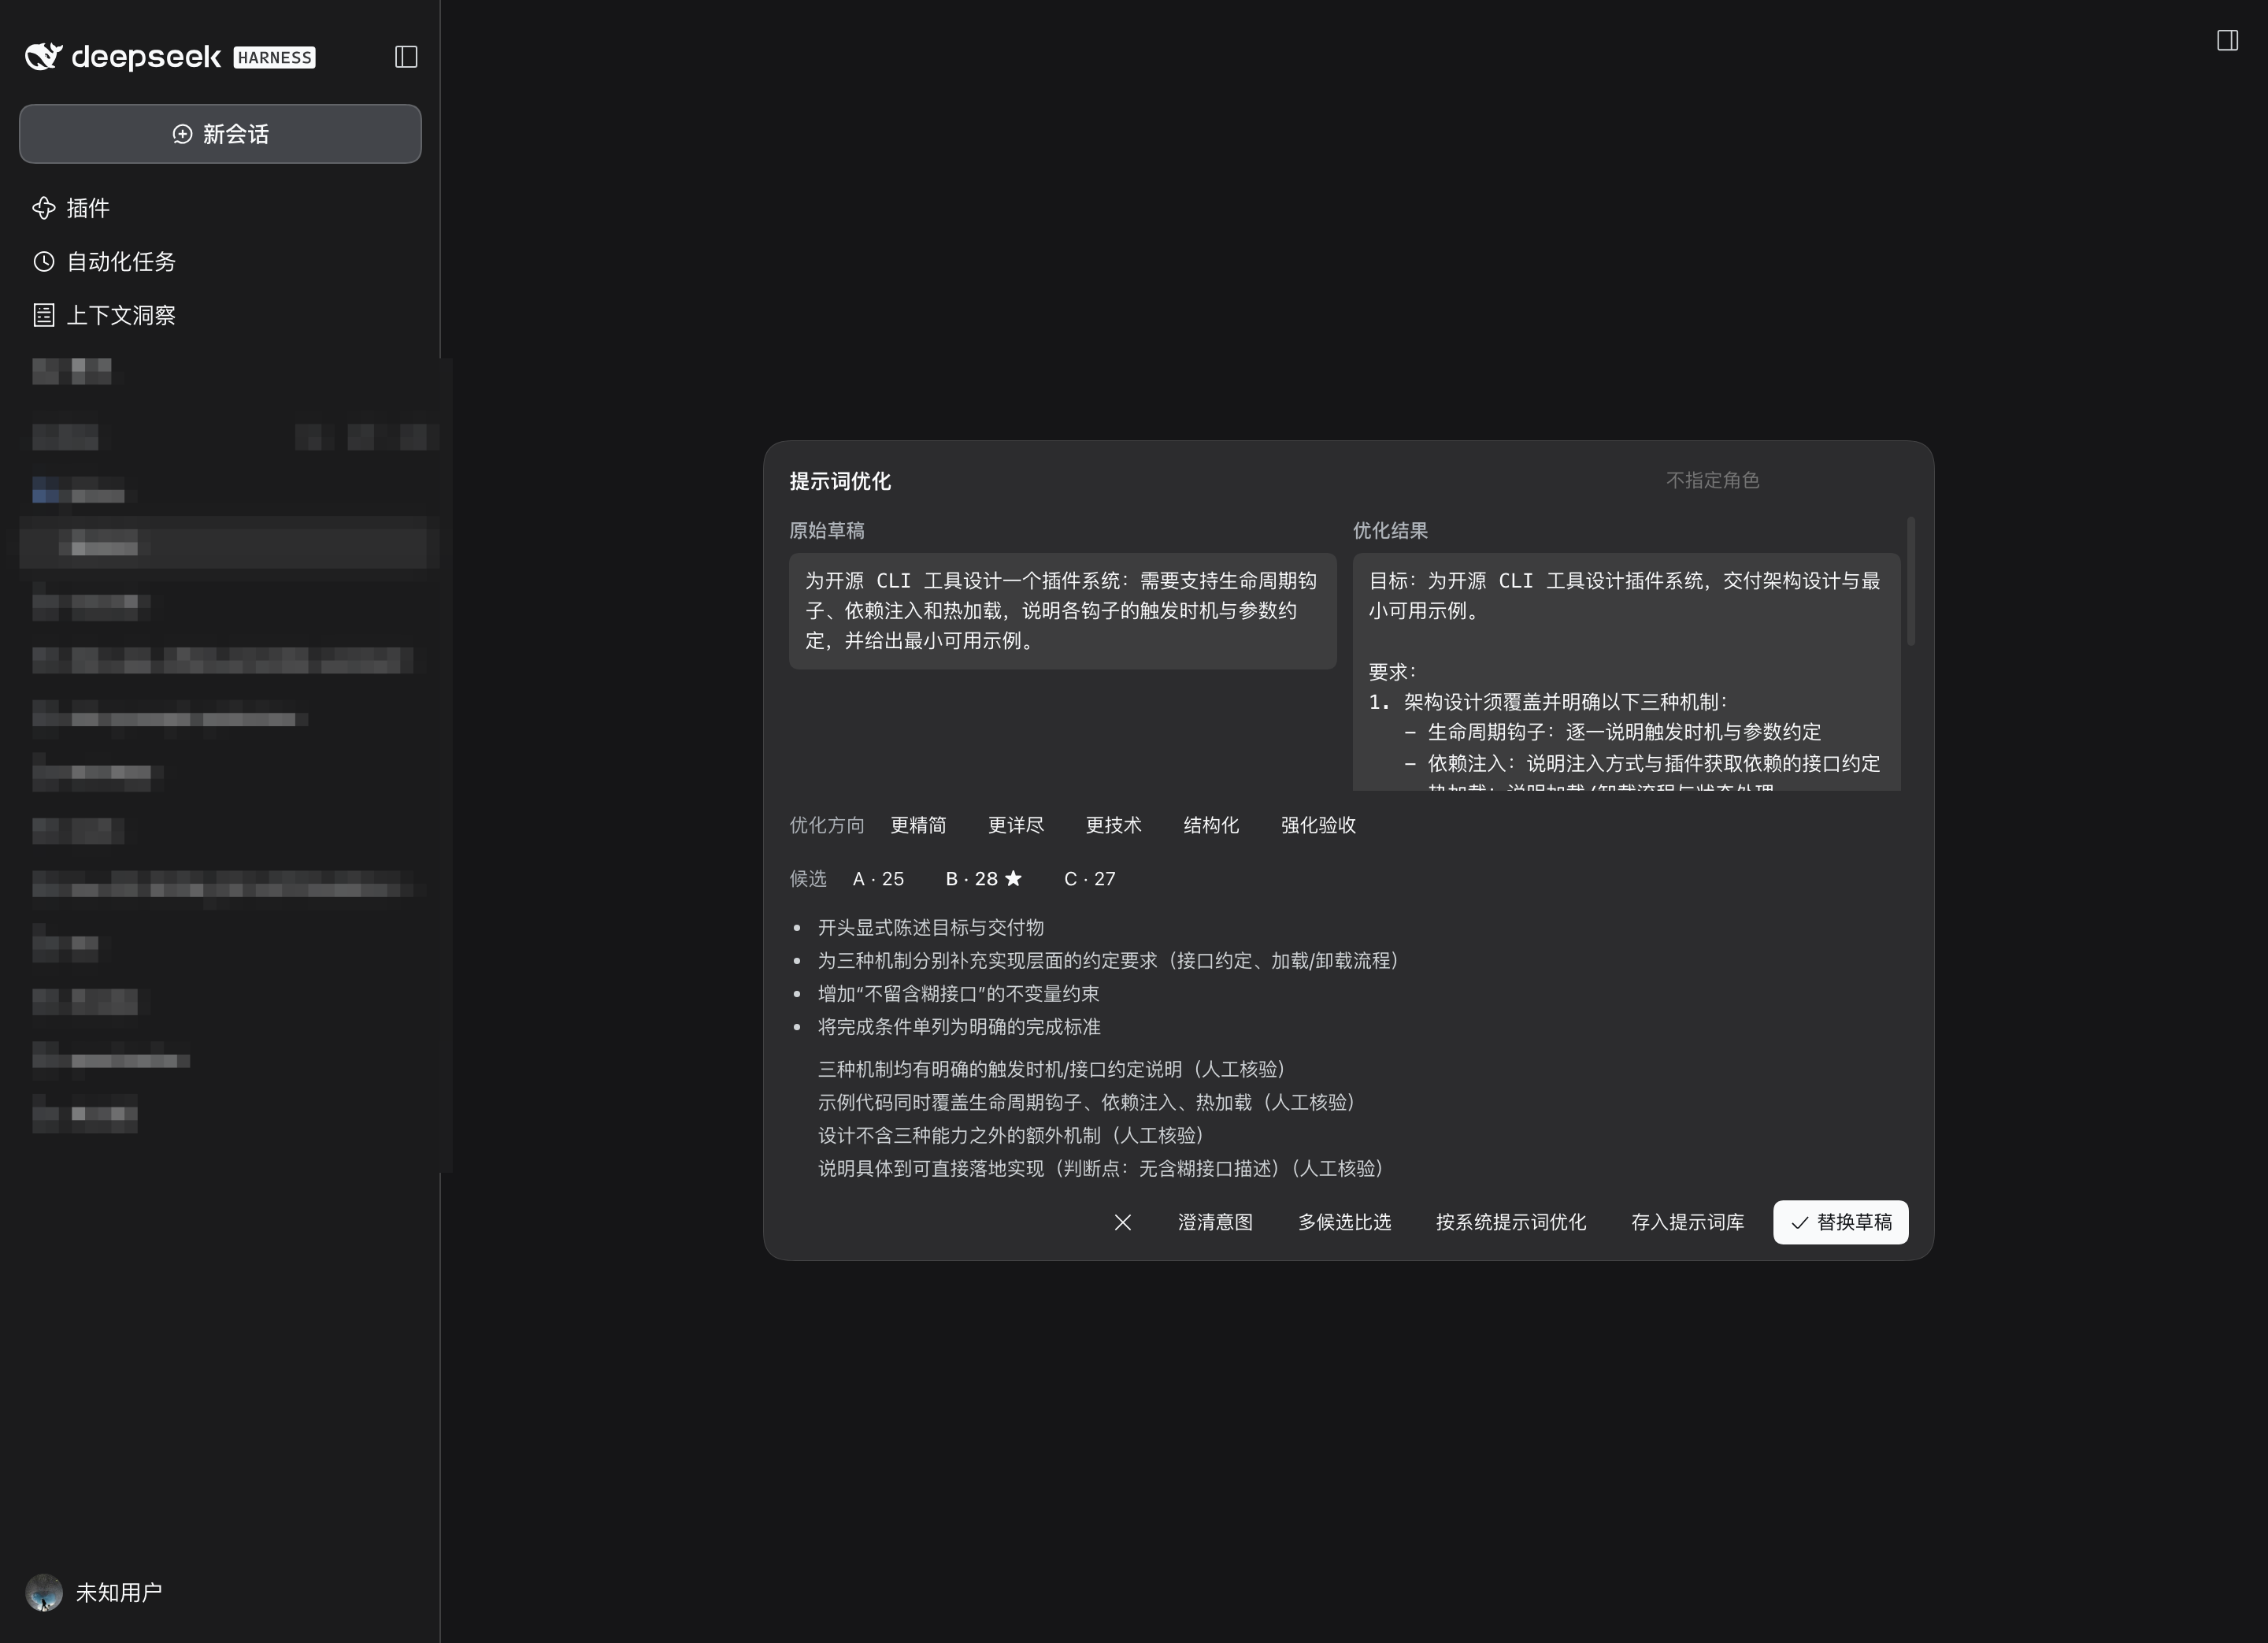 deepseek HARNESS
新会话
插件
自动化任务
上下文洞察
提示词优化
不指定角色
原始草稿
为开源 CLI 工具设计一个插件系统：需要支持生命周期钩
子、依赖注入和热加载，说明各钩子的触发时机与参数约
定，并给出最小可用示例。
优化结果
目标：为开源 CLI 工具设计插件系统，交付架构设计与最
小可用示例。
要求：
1. 架构设计须覆盖并明确以下三种机制：
– 生命周期钩子：逐一说明触发时机与参数约定
– 依赖注入：说明注入方式与插件获取依赖的接口约定
热加载：说明加载/卸载流程与状态处理
优化方向 更精简 更详尽 更技术 结构化 强化验收
候选 A · 25 B · 28 ★ C · 27
• 开头显式陈述目标与交付物
• 为三种机制分别补充实现层面的约定要求（接口约定、加载/卸载流程）
• 增加“不留含糊接口”的不变量约束
• 将完成条件单列为明确的完成标准
三种机制均有明确的触发时机/接口约定说明（人工核验）
示例代码同时覆盖生命周期钩子、依赖注入、热加载（人工核验）
设计不含三种能力之外的额外机制（人工核验）
说明具体到可直接落地实现（判断点：无含糊接口描述）（人工核验）
澄清意图 多候选比选 按系统提示词优化 存入提示词库 替换草稿
未知用户